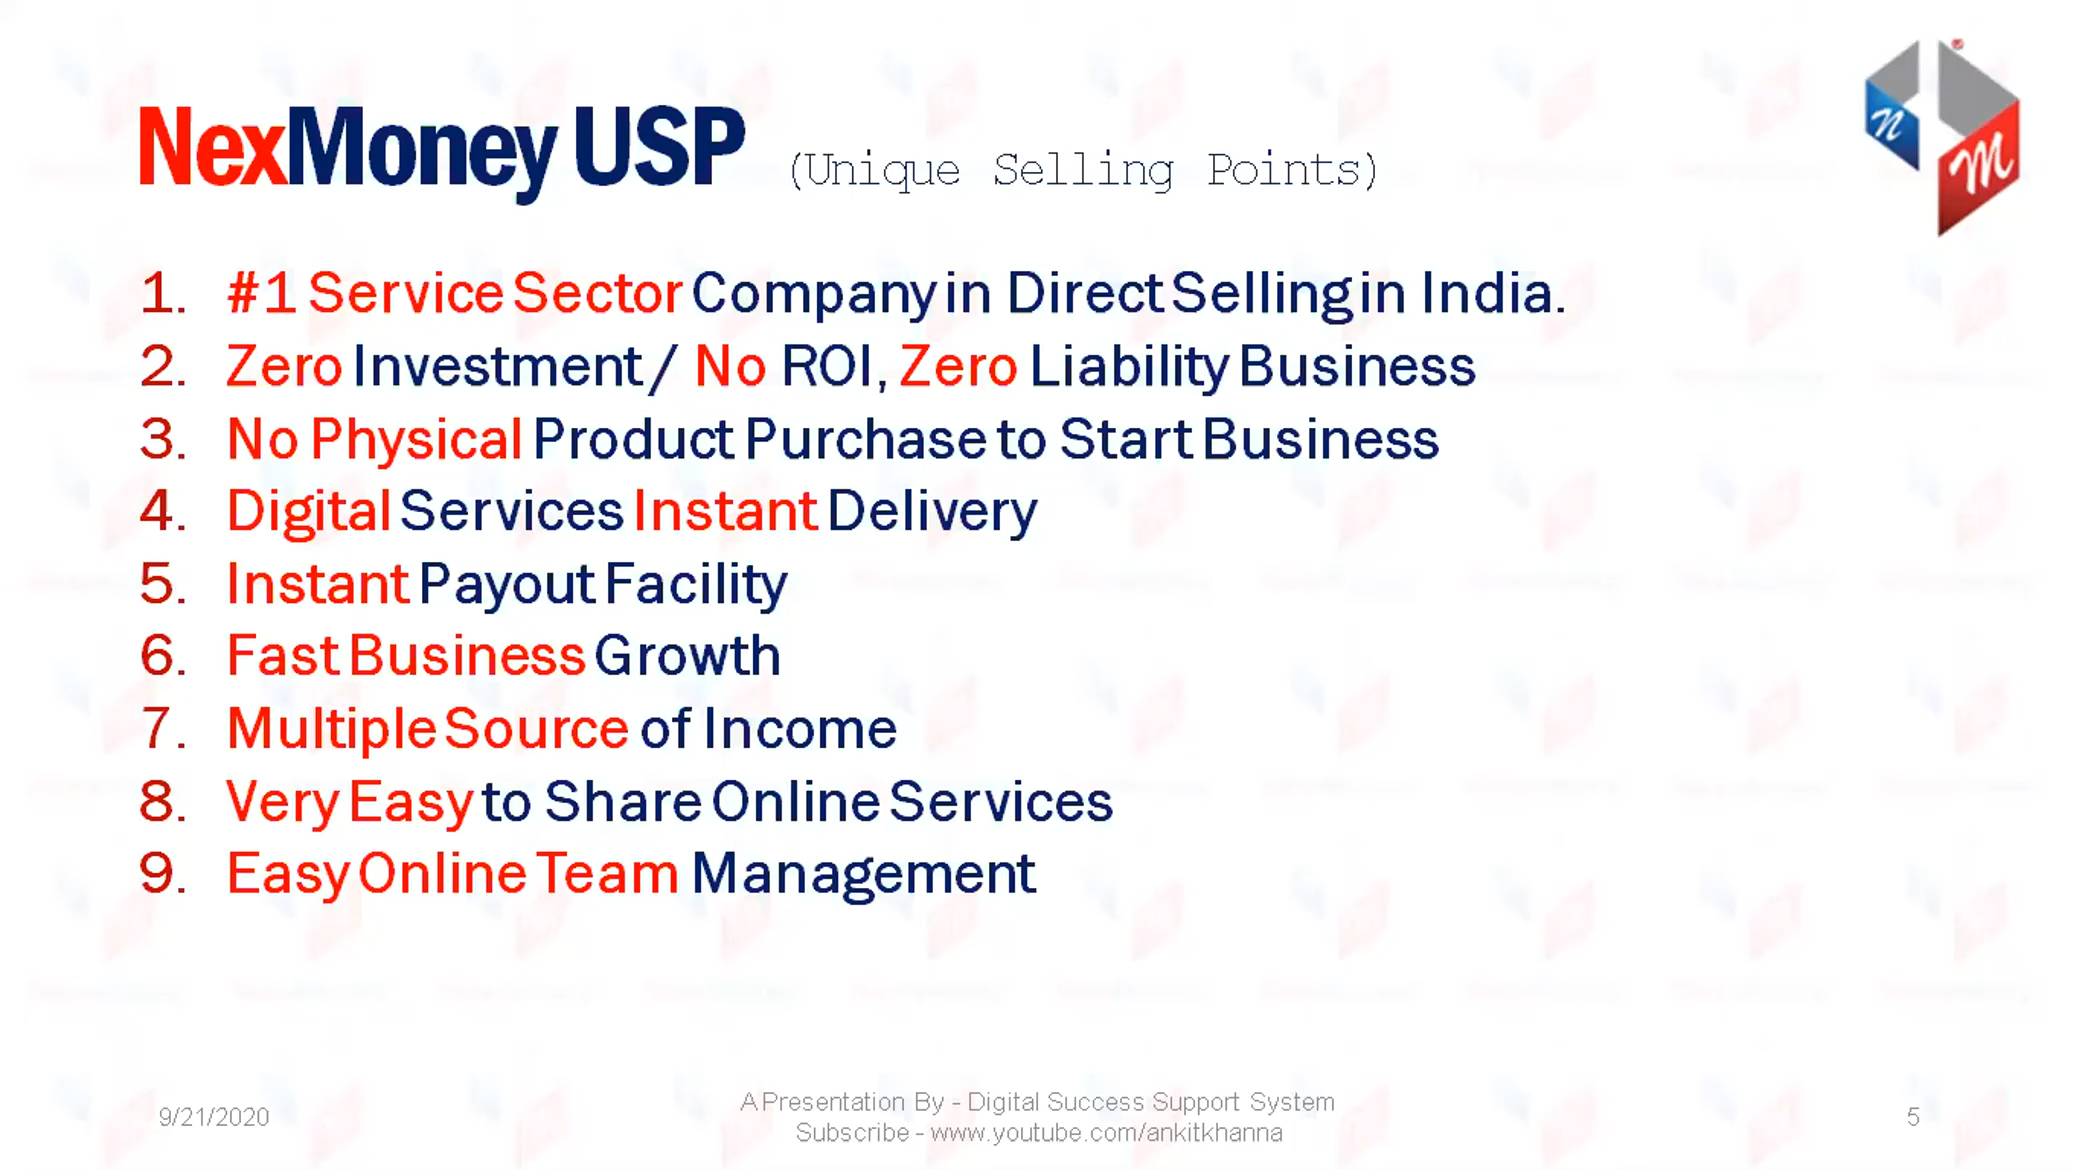 NexMoney USP (Unique Selling Points)
n
m
1. #1 Service Sector Company in Direct Selling in India.
2. Zero Investment / No ROI, Zero Liability Business
3. No Physical Product Purchase to Start Business
4. Digital Services Instant Delivery
5. Instant Payout Facility
6. Fast Business Growth
7. Multiple Source of Income
8. Very Easy to Share Online Services
9. Easy Online Team Management
9/21/2020
A Presentation By - Digital Success Support System
Subscribe - www.youtube.com/ankitkhanna
5